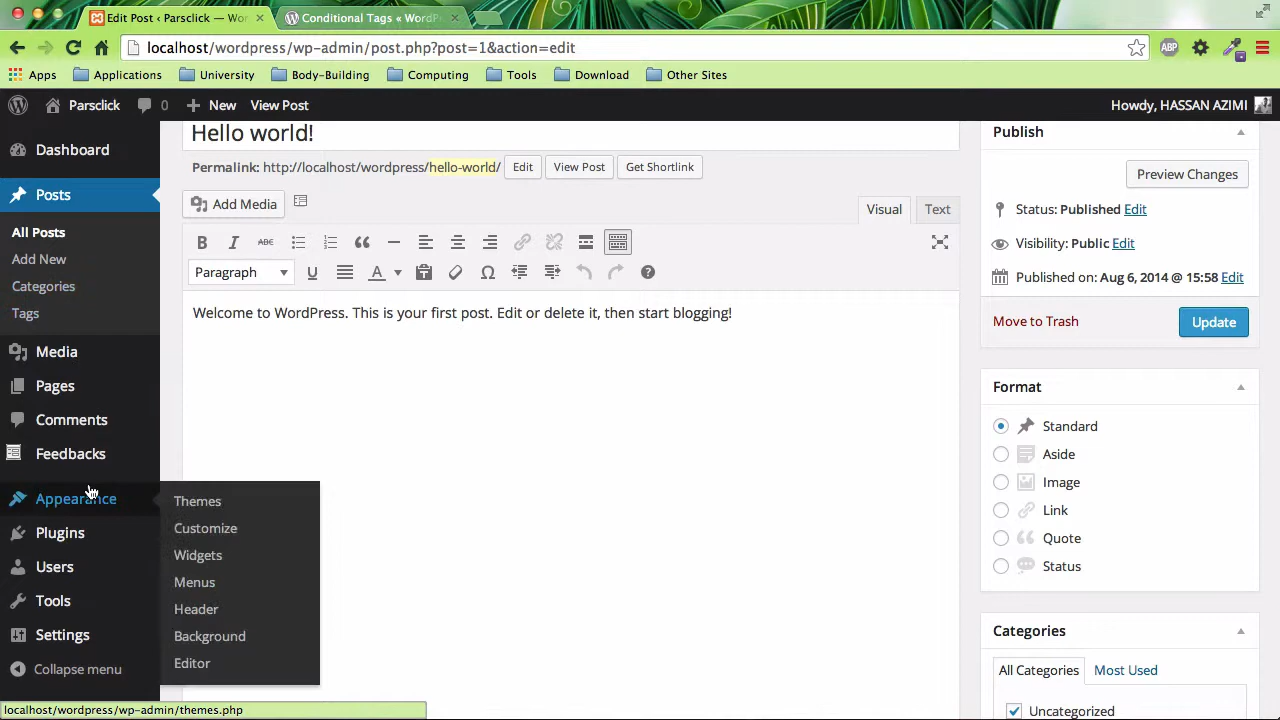 Edit Post ‹ Parsclick — Wor
Conditional Tags « WordP
localhost/wordpress/wp-admin/post.php?post=1&action=edit
ABP
Apps Applications University Body-Building Computing Tools Download Other Sites
Parsclick 0 New View Post Howdy, HASSAN AZIMI
Dashboard
Posts
All Posts
Add New
Categories
Tags
Media
Pages
Comments
Feedbacks
Appearance
Plugins
Users
Tools
Settings
Collapse menu
Themes
Customize
Widgets
Menus
Header
Background
Editor
Hello world!
Permalink: http://localhost/wordpress/hello-world/ Edit View Post Get Shortlink
Add Media
Visual Text
B I ABC
Paragraph U A Ω
Welcome to WordPress. This is your first post. Edit or delete it, then start blogging!
Publish
Preview Changes
Status: Published Edit
Visibility: Public Edit
Published on: Aug 6, 2014 @ 15:58 Edit
Move to Trash Update
Format
Standard
Aside
Image
Link
Quote
Status
Categories
All Categories Most Used
Uncategorized
localhost/wordpress/wp-admin/themes.php